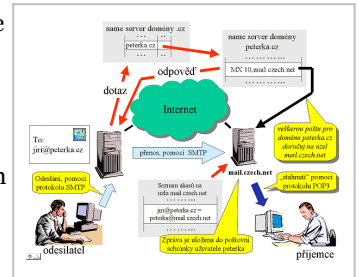 e
m
name server domény .cz
... ..
peterka.cz
... ...
name server domény
peterka.cz
..............
MX 10,mail.czech.net
..............
odpověď
dotaz
Internet
To:
jiri@peterka.cz
přenos, pomocí SMTP
mail.czech.net
veškerou poštu pro
doménu peterka.cz
doručuj na uzel
mail.czech.net
Odeslání, pomocí
protokolu SMTP
Seznam aliasů na
uzlu mail.czech.net
jiri@peterka.cz =
peterka@mail.czech.net
"stáhnutí" pomocí
protokolu POP3
Zpráva je uložena do poštovní
schránky uživatele peterka
odesilatel
příjemce